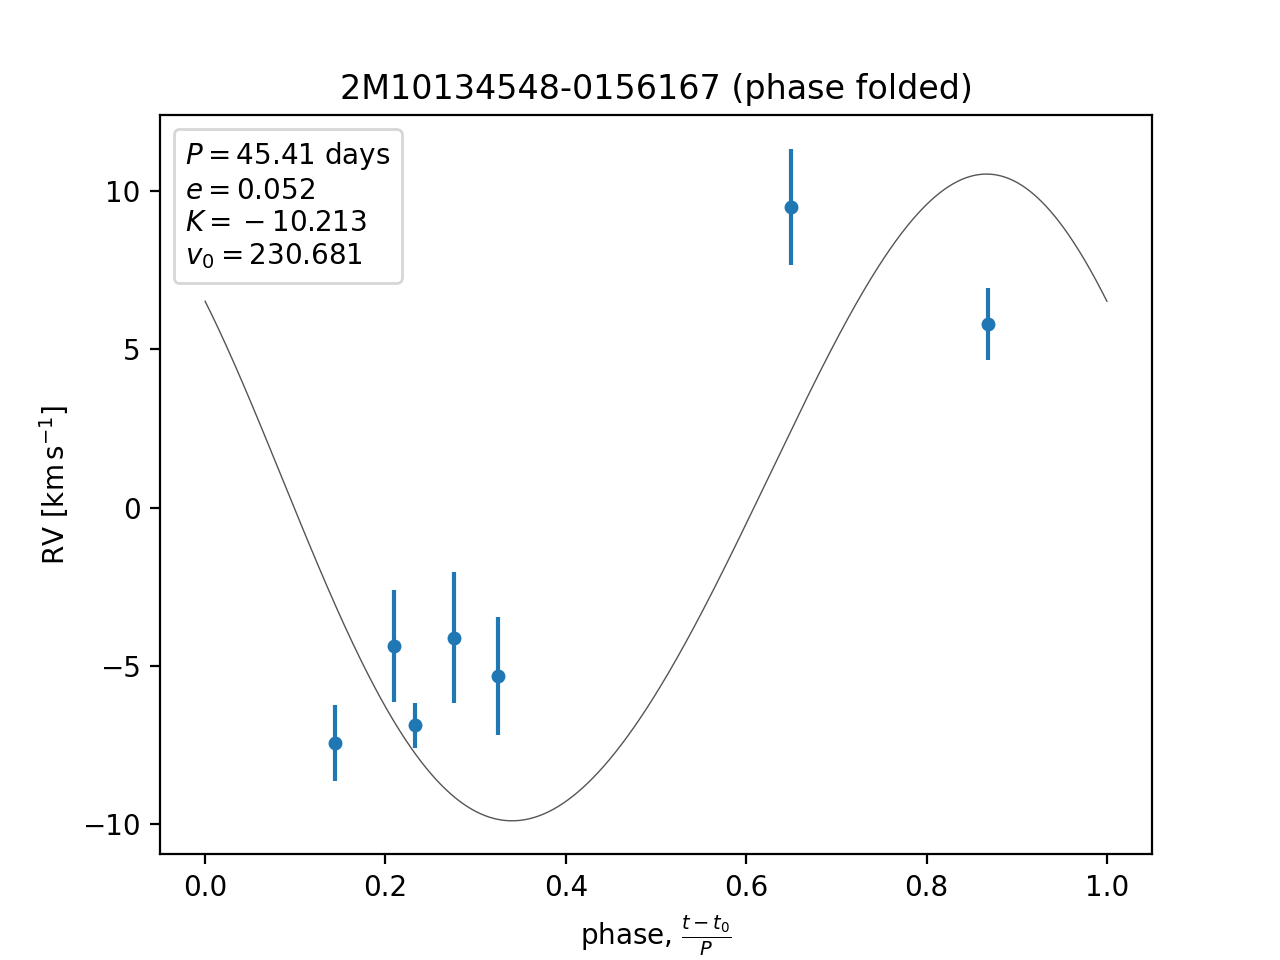 2M10134548-0156167 (phase folded)
P = 45.41 days
e = 0.052
K = −10.213
v₀ = 230.681
10
5
0
−5
−10
RV [km s⁻¹]
0.0 0.2 0.4 0.6 0.8 1.0
phase, (t − t₀)/P